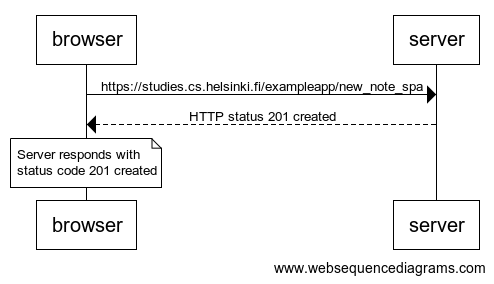 browser
server
https://studies.cs.helsinki.fi/exampleapp/new_note_spa
HTTP status 201 created
Server responds with
status code 201 created
browser
server
www.websequencediagrams.com